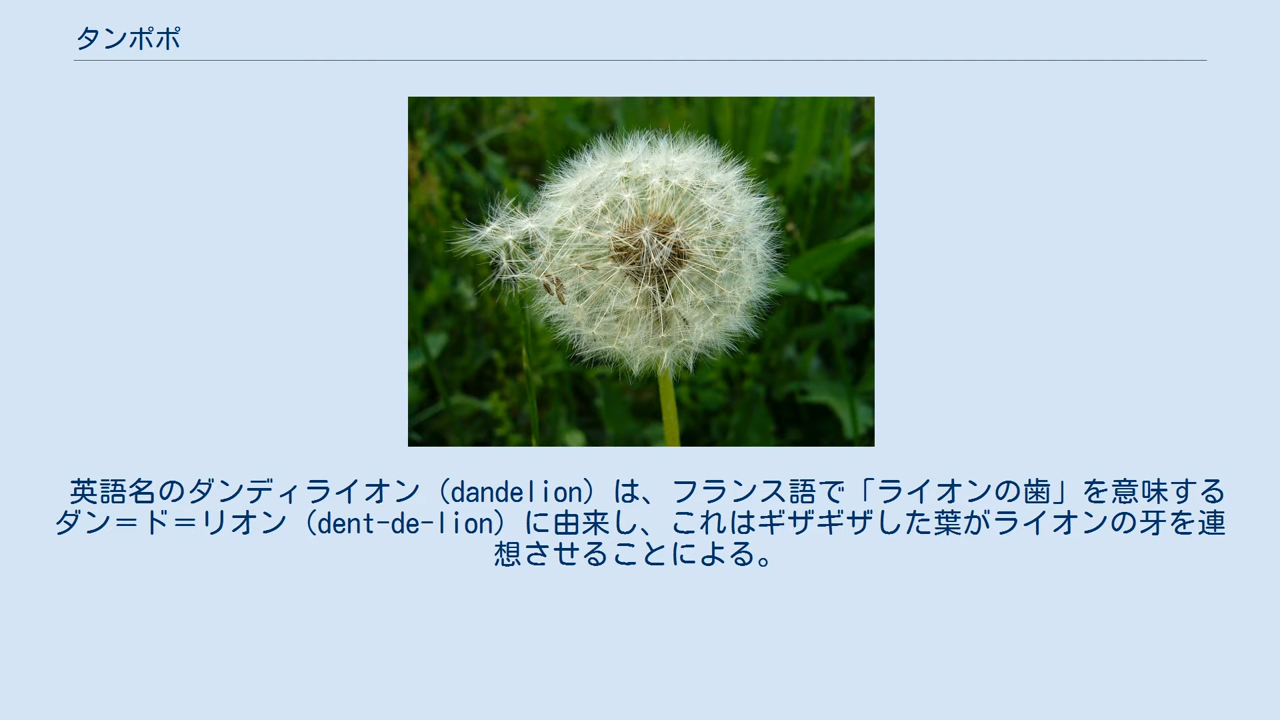 タンポポ
英語名のダンディライオン（dandelion）は、フランス語で「ライオンの歯」を意味する
ダン＝ド＝リオン（dent-de-lion）に由来し、これはギザギザした葉がライオンの牙を連
想させることによる。